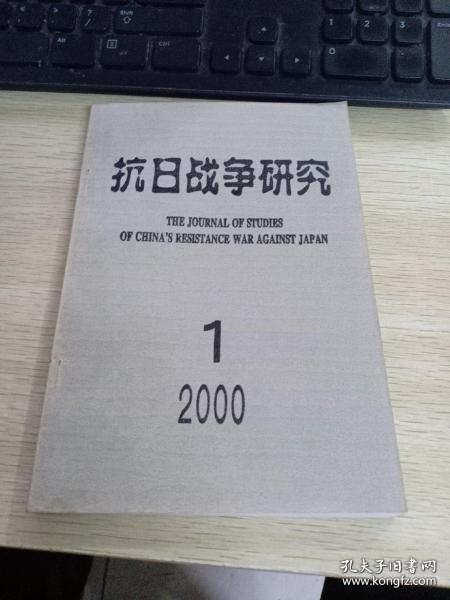 抗日战争研究
THE JOURNAL OF STUDIES
OF CHINA'S RESISTANCE WAR AGAINST JAPAN
1
2000
孔夫子旧书网
www.kongfz.com